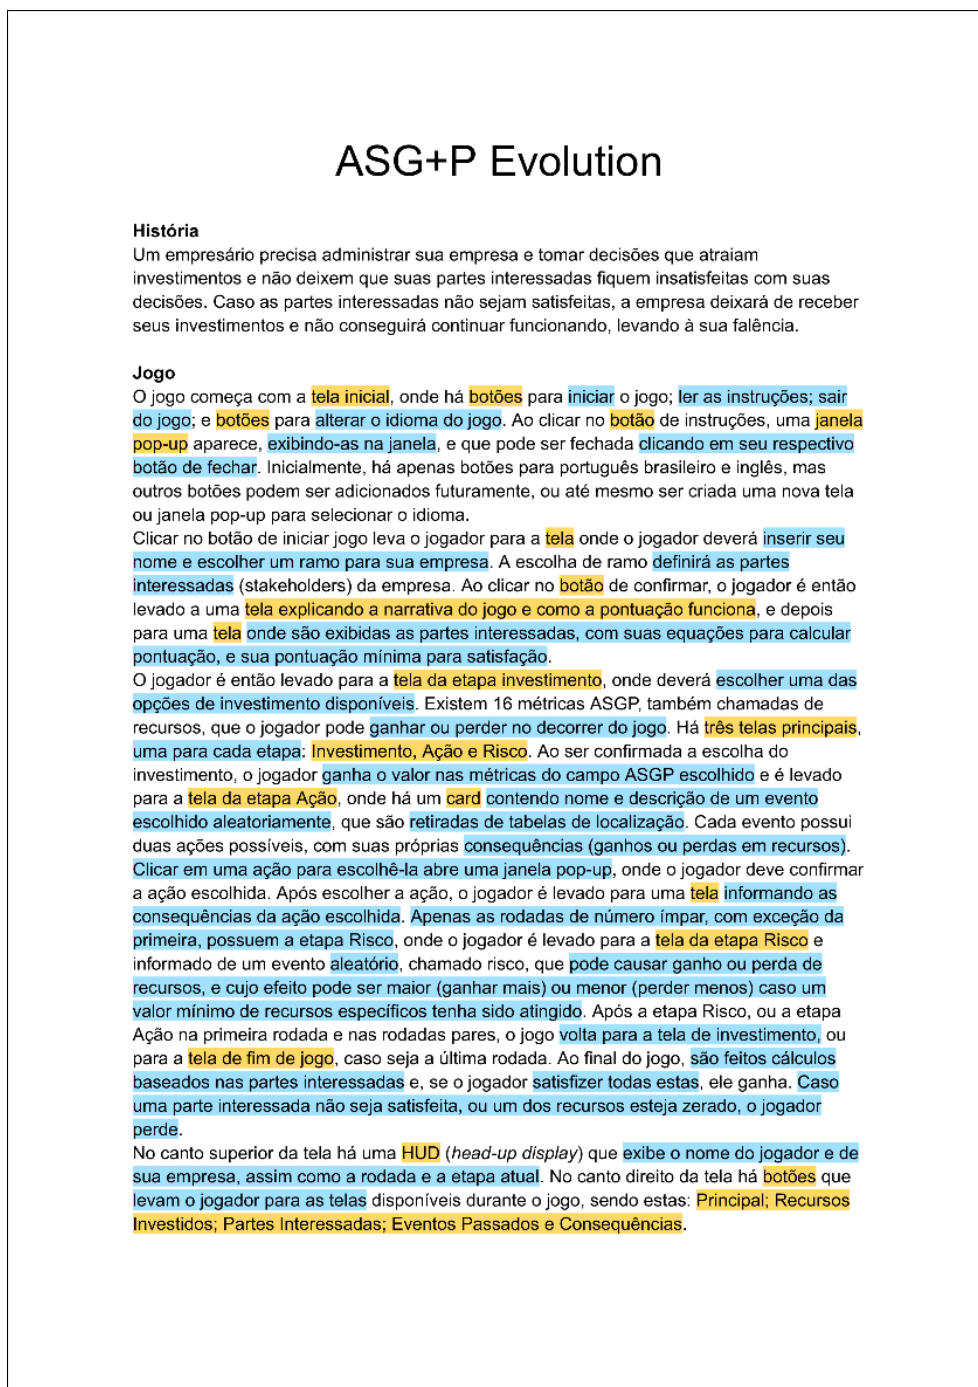 ASG+P Evolution
História
Um empresário precisa administrar sua empresa e tomar decisões que atraiam
investimentos e não deixem que suas partes interessadas fiquem insatisfeitas com suas
decisões. Caso as partes interessadas não sejam satisfeitas, a empresa deixará de receber
seus investimentos e não conseguirá continuar funcionando, levando à sua falência.
Jogo
O jogo começa com a tela inicial, onde há botões para iniciar o jogo; ler as instruções; sair
do jogo; e botões para alterar o idioma do jogo. Ao clicar no botão de instruções, uma janela
pop-up aparece, exibindo-as na janela, e que pode ser fechada clicando em seu respectivo
botão de fechar. Inicialmente, há apenas botões para português brasileiro e inglês, mas
outros botões podem ser adicionados futuramente, ou até mesmo ser criada uma nova tela
ou janela pop-up para selecionar o idioma.
Clicar no botão de iniciar jogo leva o jogador para a tela onde o jogador deverá inserir seu
nome e escolher um ramo para sua empresa. A escolha de ramo definirá as partes
interessadas (stakeholders) da empresa. Ao clicar no botão de confirmar, o jogador é então
levado a uma tela explicando a narrativa do jogo e como a pontuação funciona, e depois
para uma tela onde são exibidas as partes interessadas, com suas equações para calcular
pontuação, e sua pontuação mínima para satisfação.
O jogador é então levado para a tela da etapa investimento, onde deverá escolher uma das
opções de investimento disponíveis. Existem 16 métricas ASGP, também chamadas de
recursos, que o jogador pode ganhar ou perder no decorrer do jogo. Há três telas principais,
uma para cada etapa: Investimento, Ação e Risco. Ao ser confirmada a escolha do
investimento, o jogador ganha o valor nas métricas do campo ASGP escolhido e é levado
para a tela da etapa Ação, onde há um card contendo nome e descrição de um evento
escolhido aleatoriamente, que são retiradas de tabelas de localização. Cada evento possui
duas ações possíveis, com suas próprias consequências (ganhos ou perdas em recursos).
Clicar em uma ação para escolhê-la abre uma janela pop-up, onde o jogador deve confirmar
a ação escolhida. Após escolher a ação, o jogador é levado para uma tela informando as
consequências da ação escolhida. Apenas as rodadas de número ímpar, com exceção da
primeira, possuem a etapa Risco, onde o jogador é levado para a tela da etapa Risco e
informado de um evento aleatório, chamado risco, que pode causar ganho ou perda de
recursos, e cujo efeito pode ser maior (ganhar mais) ou menor (perder menos) caso um
valor mínimo de recursos específicos tenha sido atingido. Após a etapa Risco, ou a etapa
Ação na primeira rodada e nas rodadas pares, o jogo volta para a tela de investimento, ou
para a tela de fim de jogo, caso seja a última rodada. Ao final do jogo, são feitos cálculos
baseados nas partes interessadas e, se o jogador satisfizer todas estas, ele ganha. Caso
uma parte interessada não seja satisfeita, ou um dos recursos esteja zerado, o jogador
perde.
No canto superior da tela há uma HUD (head-up display) que exibe o nome do jogador e de
sua empresa, assim como a rodada e a etapa atual. No canto direito da tela há botões que
levam o jogador para as telas disponíveis durante o jogo, sendo estas: Principal; Recursos
Investidos; Partes Interessadas; Eventos Passados e Consequências.